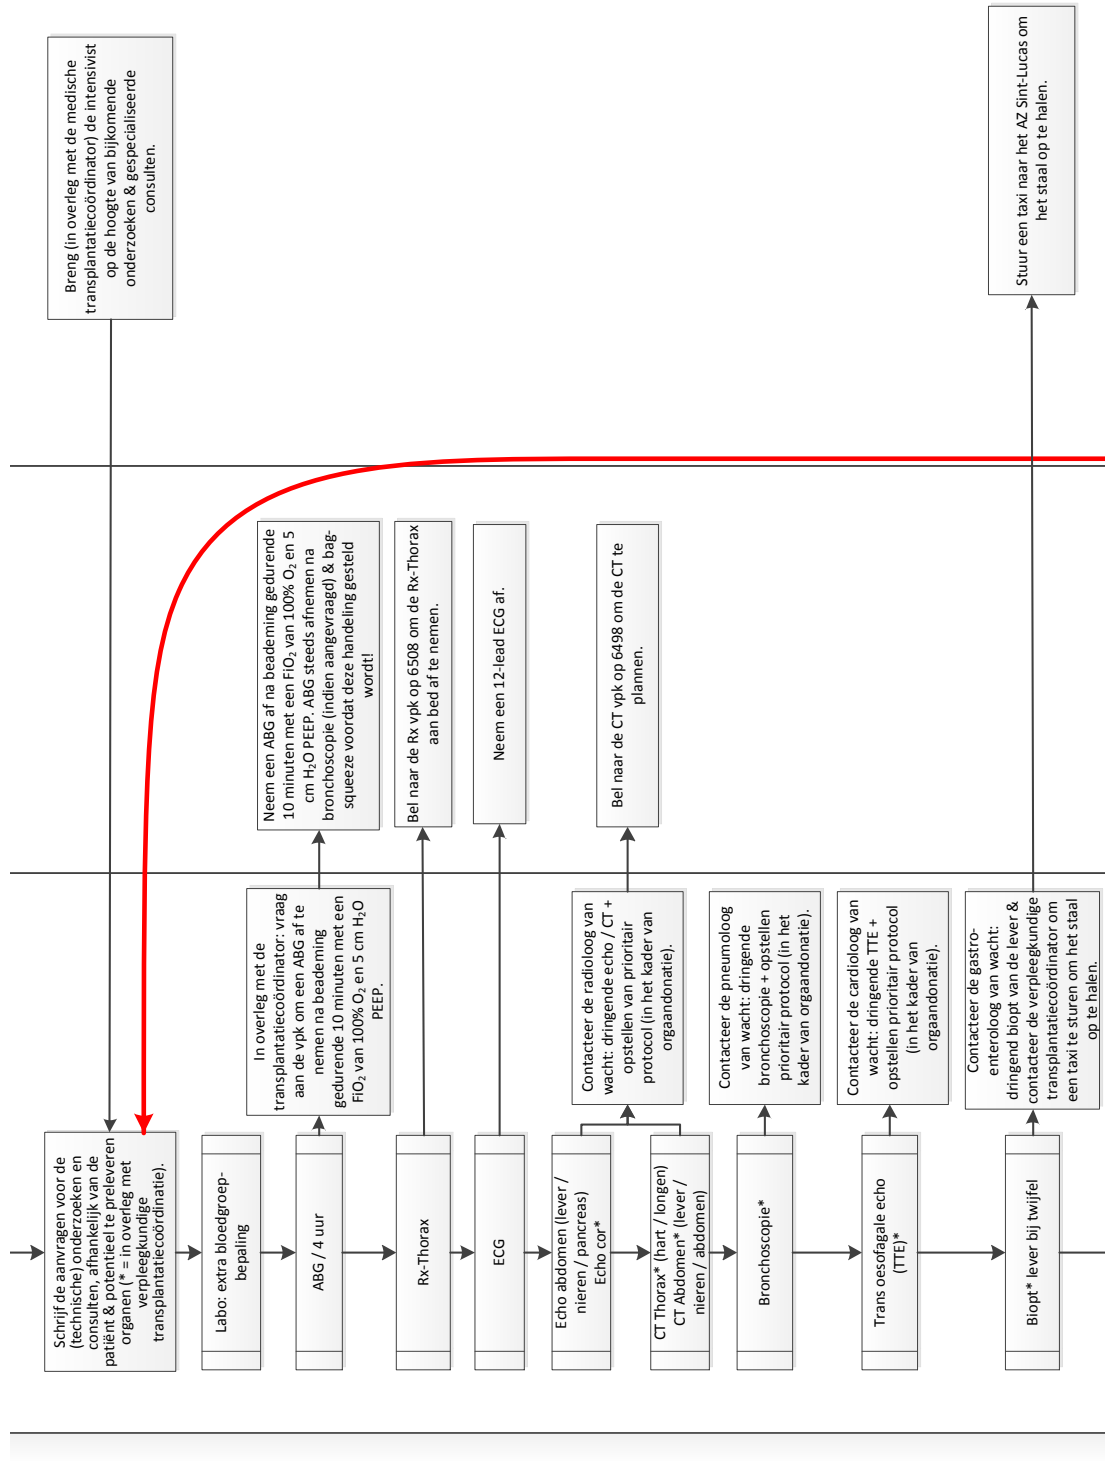 Breng (in overleg met de medische
transplantatiecoördinator) de intensivist
op de hoogte van bijkomende
onderzoeken & gespecialiseerde
consulten.
Stuur een taxi naar het AZ Sint-Lucas om
het staal op te halen.
Neem een ABG af na beademing gedurende
10 minuten met een FiO₂ van 100% O₂ en 5
cm H₂O PEEP. ABG steeds afnemen na
bronchoscopie (indien aangevraagd) & bag-
squeeze voordat deze handeling gesteld
wordt!
Bel naar de Rx vpk op 6508 om de Rx-Thorax
aan bed af te nemen.
Neem een 12-lead ECG af.
Bel naar de CT vpk op 6498 om de CT te
plannen.
In overleg met de
transplantatiecoördinator: vraag
aan de vpk om een ABG af te
nemen na beademing
gedurende 10 minuten met een
FiO₂ van 100% O₂ en 5 cm H₂O
PEEP.
Contacteer de radioloog van
wacht: dringende echo / CT +
opstellen van prioritair
protocol (in het kader van
orgaandonatie).
Contacteer de pneumoloog
van wacht: dringende
bronchoscopie + opstellen
prioritair protocol (in het
kader van orgaandonatie).
Contacteer de cardioloog van
wacht: dringende TTE +
opstellen prioritair protocol
(in het kader van
orgaandonatie).
Contacteer de gastro-
enteroloog van wacht:
dringend biopt van de lever &
contacteer de verpleegkundige
transplantatiecoördinator om
een taxi te sturen om het staal
op te halen.
Schrijf de aanvragen voor de
(technische) onderzoeken en
consulten, afhankelijk van de
patiënt & potentieel te preleveren
organen (* = in overleg met
verpleegkundige
transplantatiecoördinatie).
Labo: extra bloedgroep-
bepaling
ABG / 4 uur
Rx-Thorax
ECG
Echo abdomen (lever /
nieren / pancreas)
Echo cor*
CT Thorax* (hart / longen)
CT Abdomen* (lever /
nieren / abdomen)
Bronchoscopie*
Trans oesofagale echo
(TTE)*
Biopt* lever bij twijfel